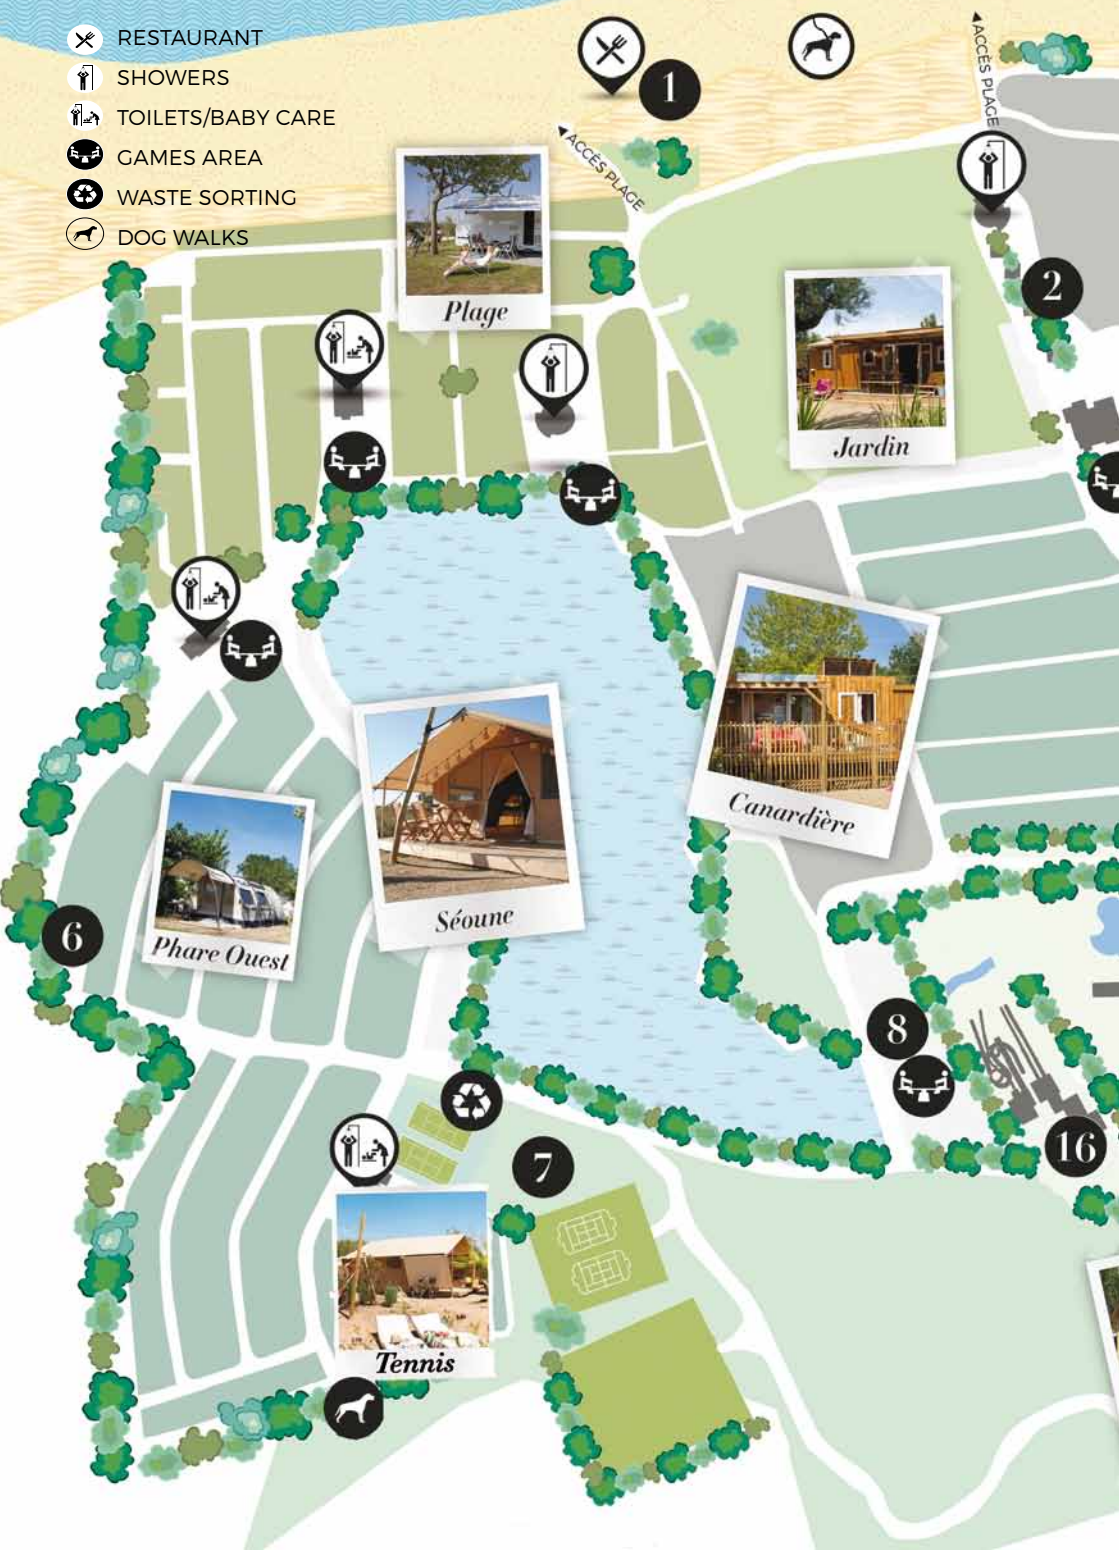 RESTAURANT
SHOWERS
TOILETS/BABY CARE
GAMES AREA
WASTE SORTING
DOG WALKS
1
ACCÈS PLAGE
ACCÈS PLAGE
Plage
2
Jardin
Canardière
Séoune
6
Phare Ouest
8
16
7
Tennis